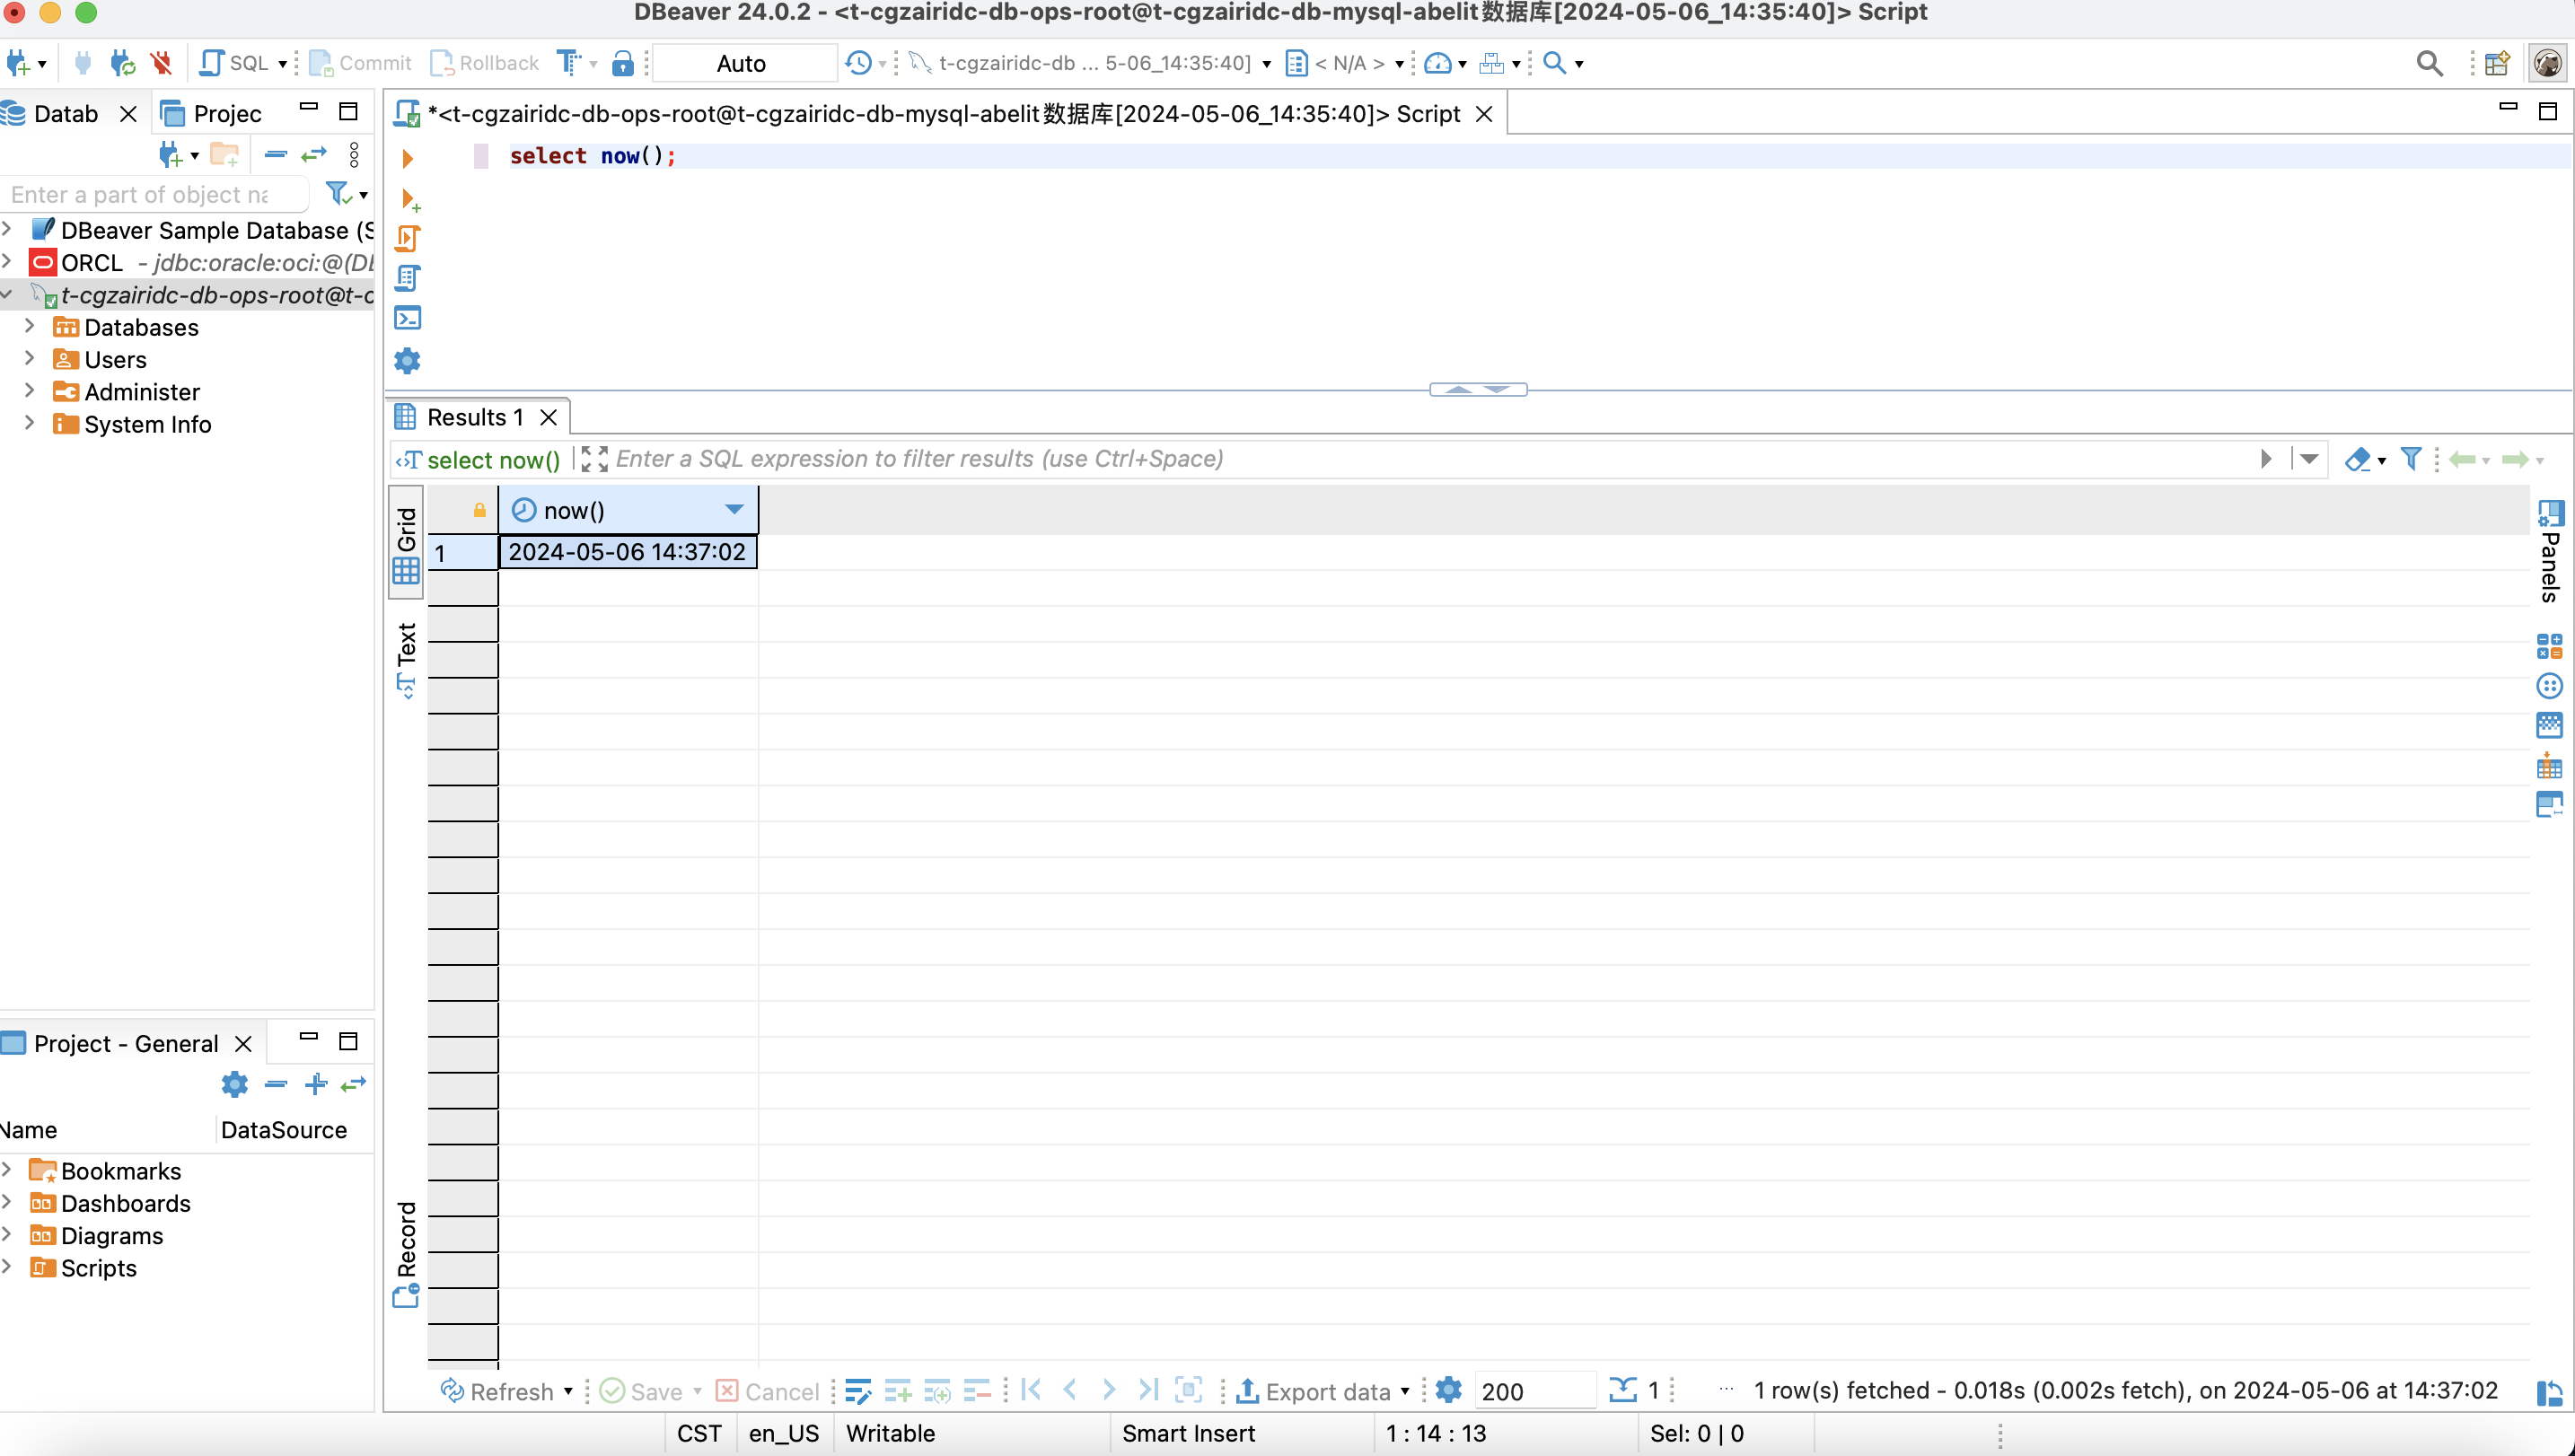 DBeaver 24.0.2 - <t-cgzairidc-db-ops-root@t-cgzairidc-db-mysql-abelit数据库[2024-05-06_14:35:40]> Script
SQL Commit Rollback Auto t-cgzairidc-db ... 5-06_14:35:40] < N/A >
Datab Projec
*<t-cgzairidc-db-ops-root@t-cgzairidc-db-mysql-abelit数据库[2024-05-06_14:35:40]> Script
select now();
Enter a part of object na
DBeaver Sample Database (S
ORCL - jdbc:oracle:oci:@(DE
t-cgzairidc-db-ops-root@t-c
Databases
Users
Administer
System Info
Results 1
select now() Enter a SQL expression to filter results (use Ctrl+Space)
Grid
Text
Record
now()
1 2024-05-06 14:37:02
Panels
Project - General
Name DataSource
Bookmarks
Dashboards
Diagrams
Scripts
Refresh Save Cancel Export data 200 1 ... 1 row(s) fetched - 0.018s (0.002s fetch), on 2024-05-06 at 14:37:02
CST en_US Writable Smart Insert 1 : 14 : 13 Sel: 0 | 0